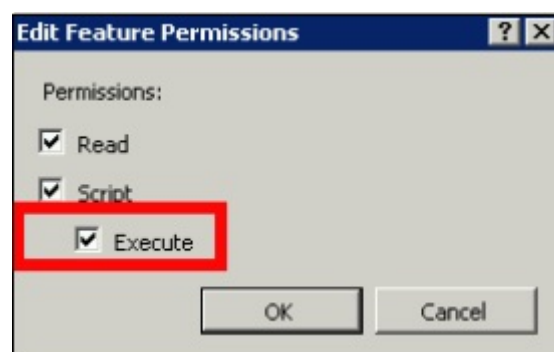 Edit Feature Permissions
Permissions:
Read
Script
Execute
OK Cancel